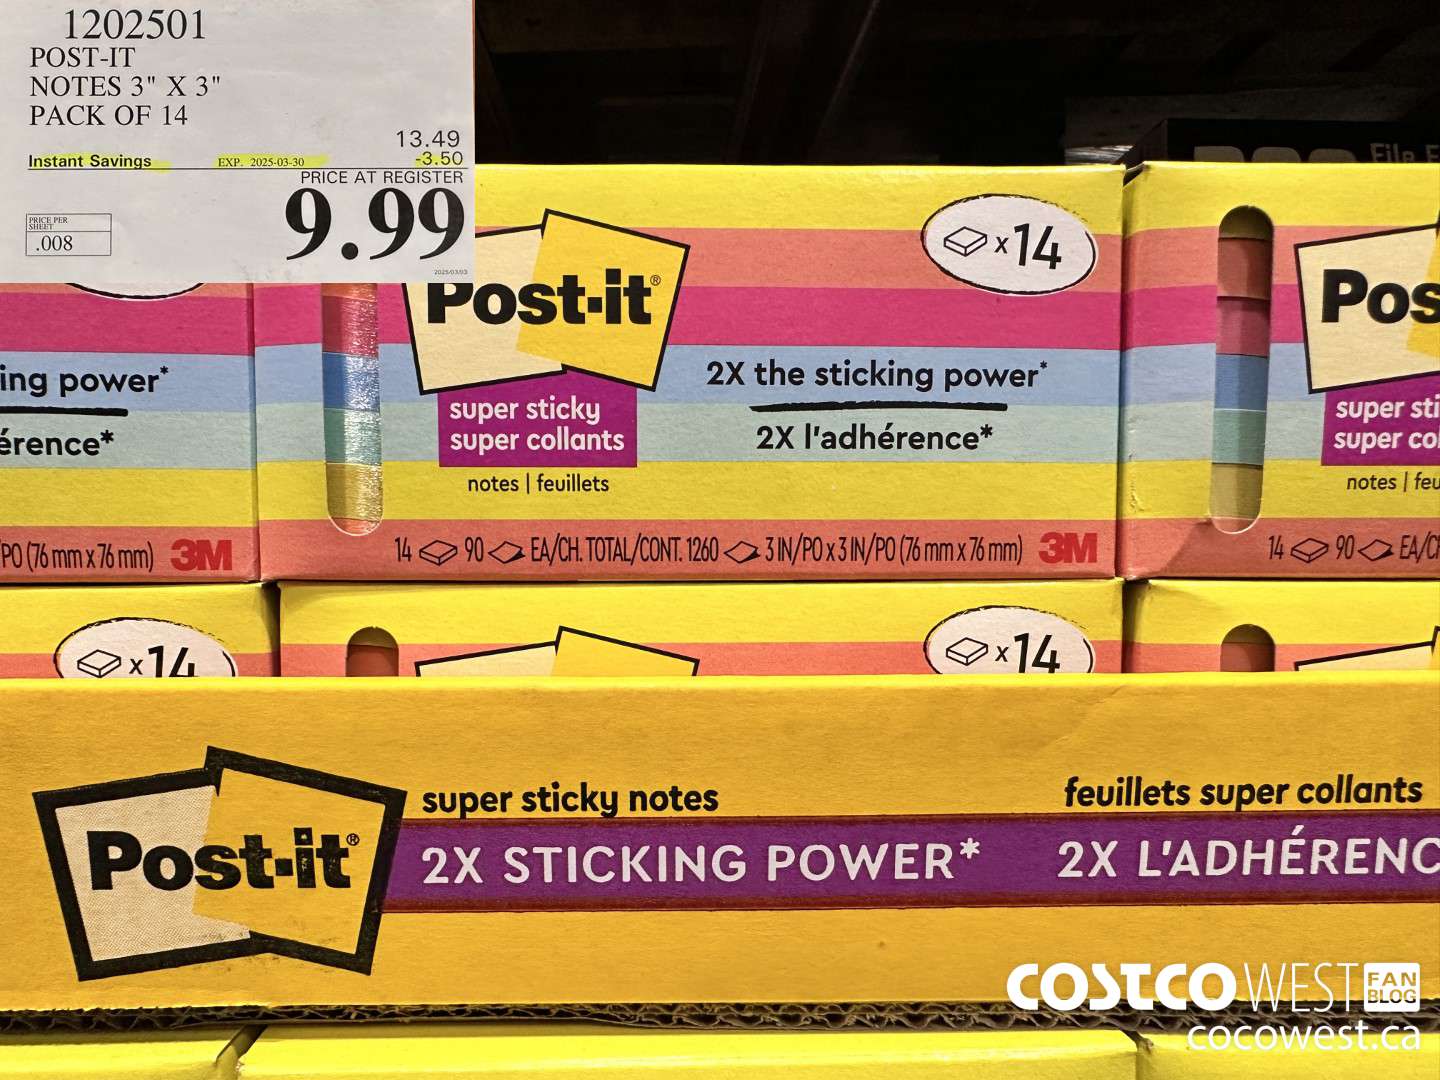 1202501
POST-IT
NOTES 3" X 3"
PACK OF 14
13.49
Instant Savings EXP. 2025-03-30 -3.50
PRICE AT REGISTER
9.99
PRICE PER
SHEET
.008
2025/03/03
File
x14
Post-it®
Pos
2X the sticking power*
2X l'adhérence*
super sticky
super collants
notes | feuillets
ing power*
érence*
super sti
super col
notes | feu
PO (76 mm x 76 mm) 3M
14 90 EA/CH. TOTAL/CONT. 1260 3 IN/PO x 3 IN/PO (76 mm x 76 mm) 3M
14 90 EA/C
x14
x14
Post-it®
super sticky notes
feuillets super collants
2X STICKING POWER*
2X L'ADHÉRENC
COSTCO WEST FAN BLOG
cocowest.ca